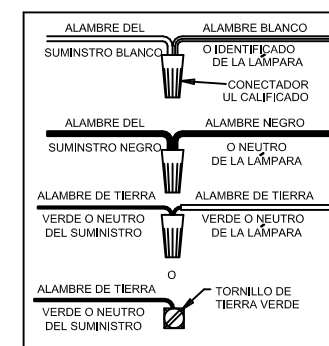 ALAMBRE DEL ALAMBRE BLANCO
SUMINSTRO BLANCO O IDENTIFICADO
DE LA LÁMPARA
CONECTADOR
UL CALIFICADO
ALAMBRE DEL ALAMBRE NEGRO
SUMINSTRO NEGRO O NEUTRO
DE LA LÁMPARA
ALAMBRE DE TIERRA ALAMBRE DE TIERRA
VERDE O NEUTRO VERDE O NEUTRO
DEL SUMINISTRO DE LA LÁMPARA
O
ALAMBRE DE TIERRA TORNILLO DE
TIERRA VERDE
VERDE O NEUTRO
DEL SUMINISTRO